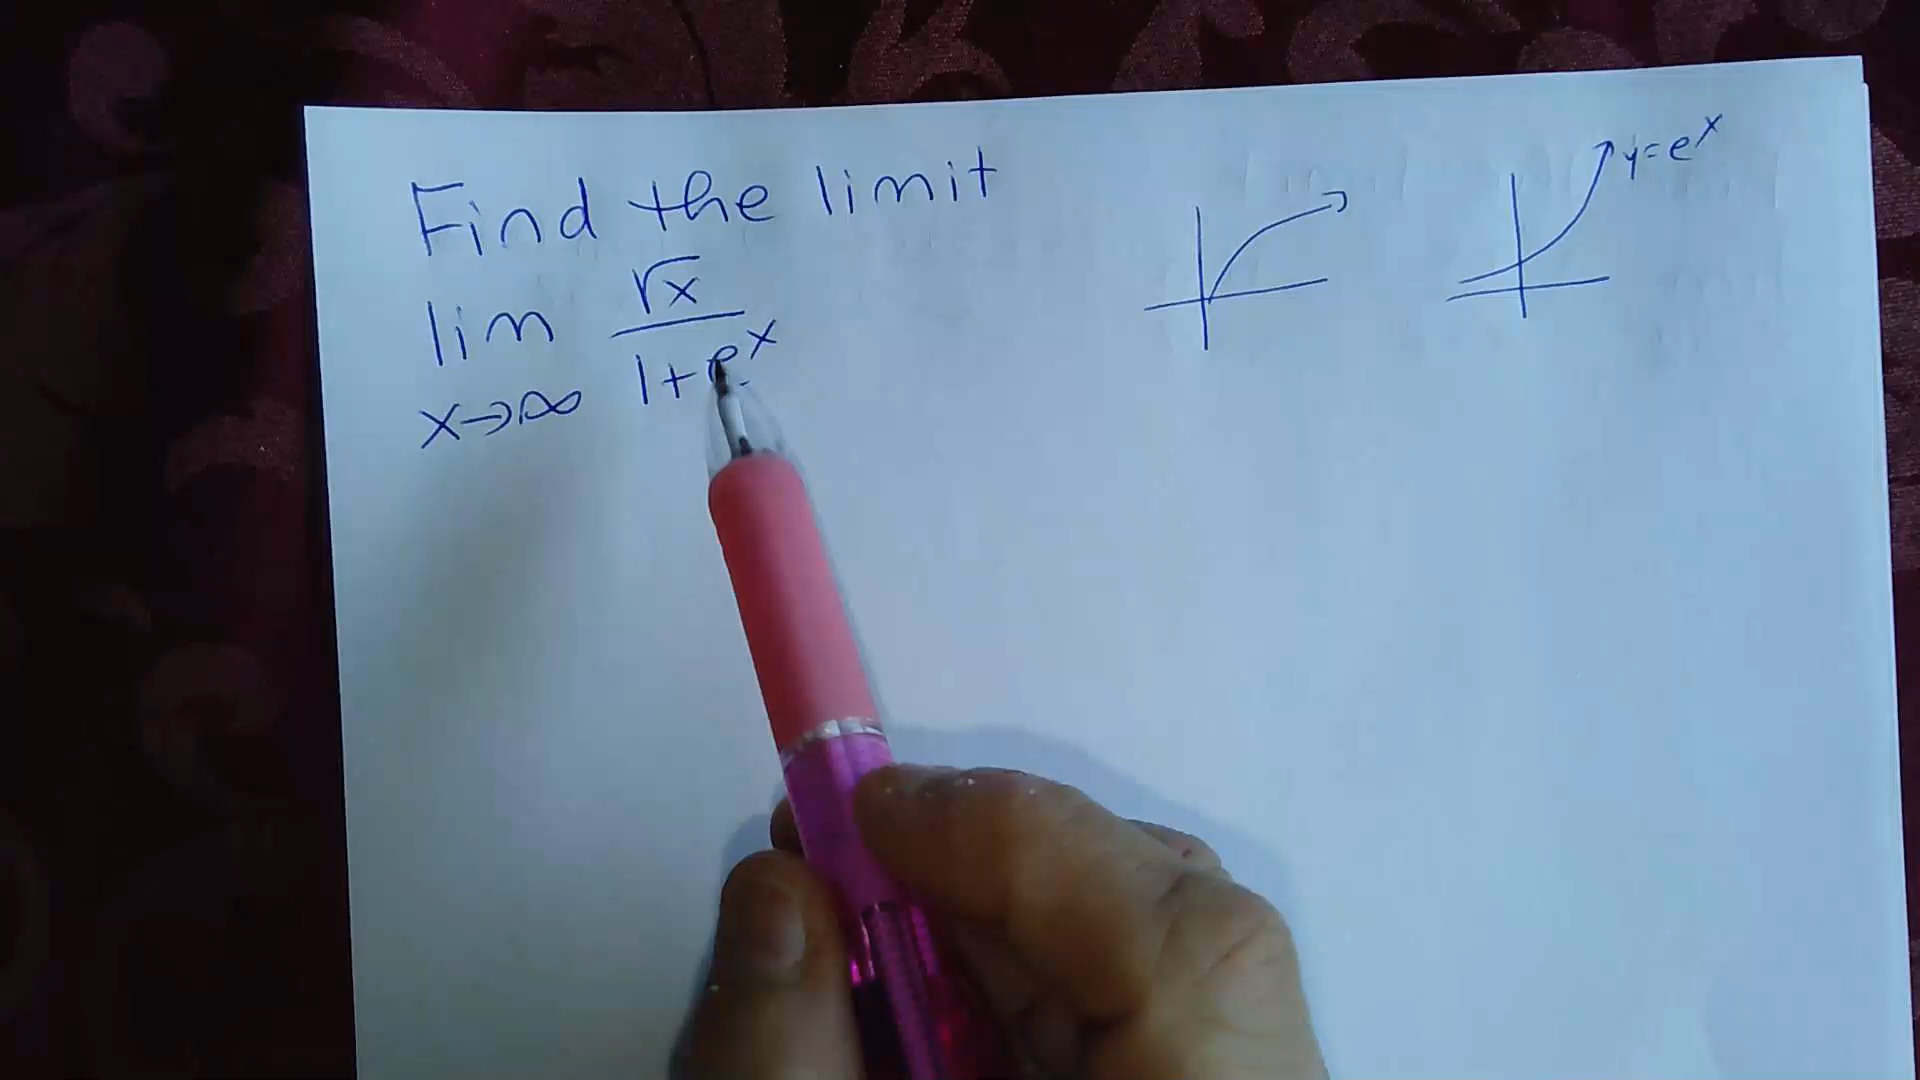 Find the limit
lim √x / 1+e^x
x→∞
y=e^x